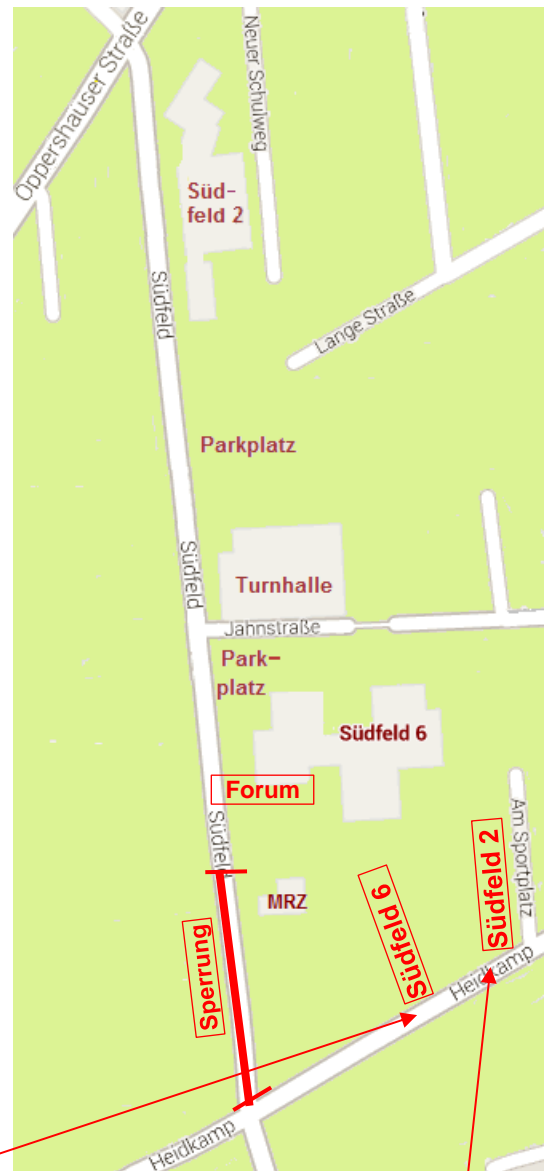 Oppershauser Straße
Neuer Schulweg
Süd-
feld 2
Südfeld
Lange Straße
Parkplatz
Südfeld
Turnhalle
Jahnstraße
Park-
platz
Südfeld 6
Forum
Südfeld
Am Sportplatz
Südfeld 2
Südfeld 6
MRZ
Sperrung
Heidkamp
Heidkamp